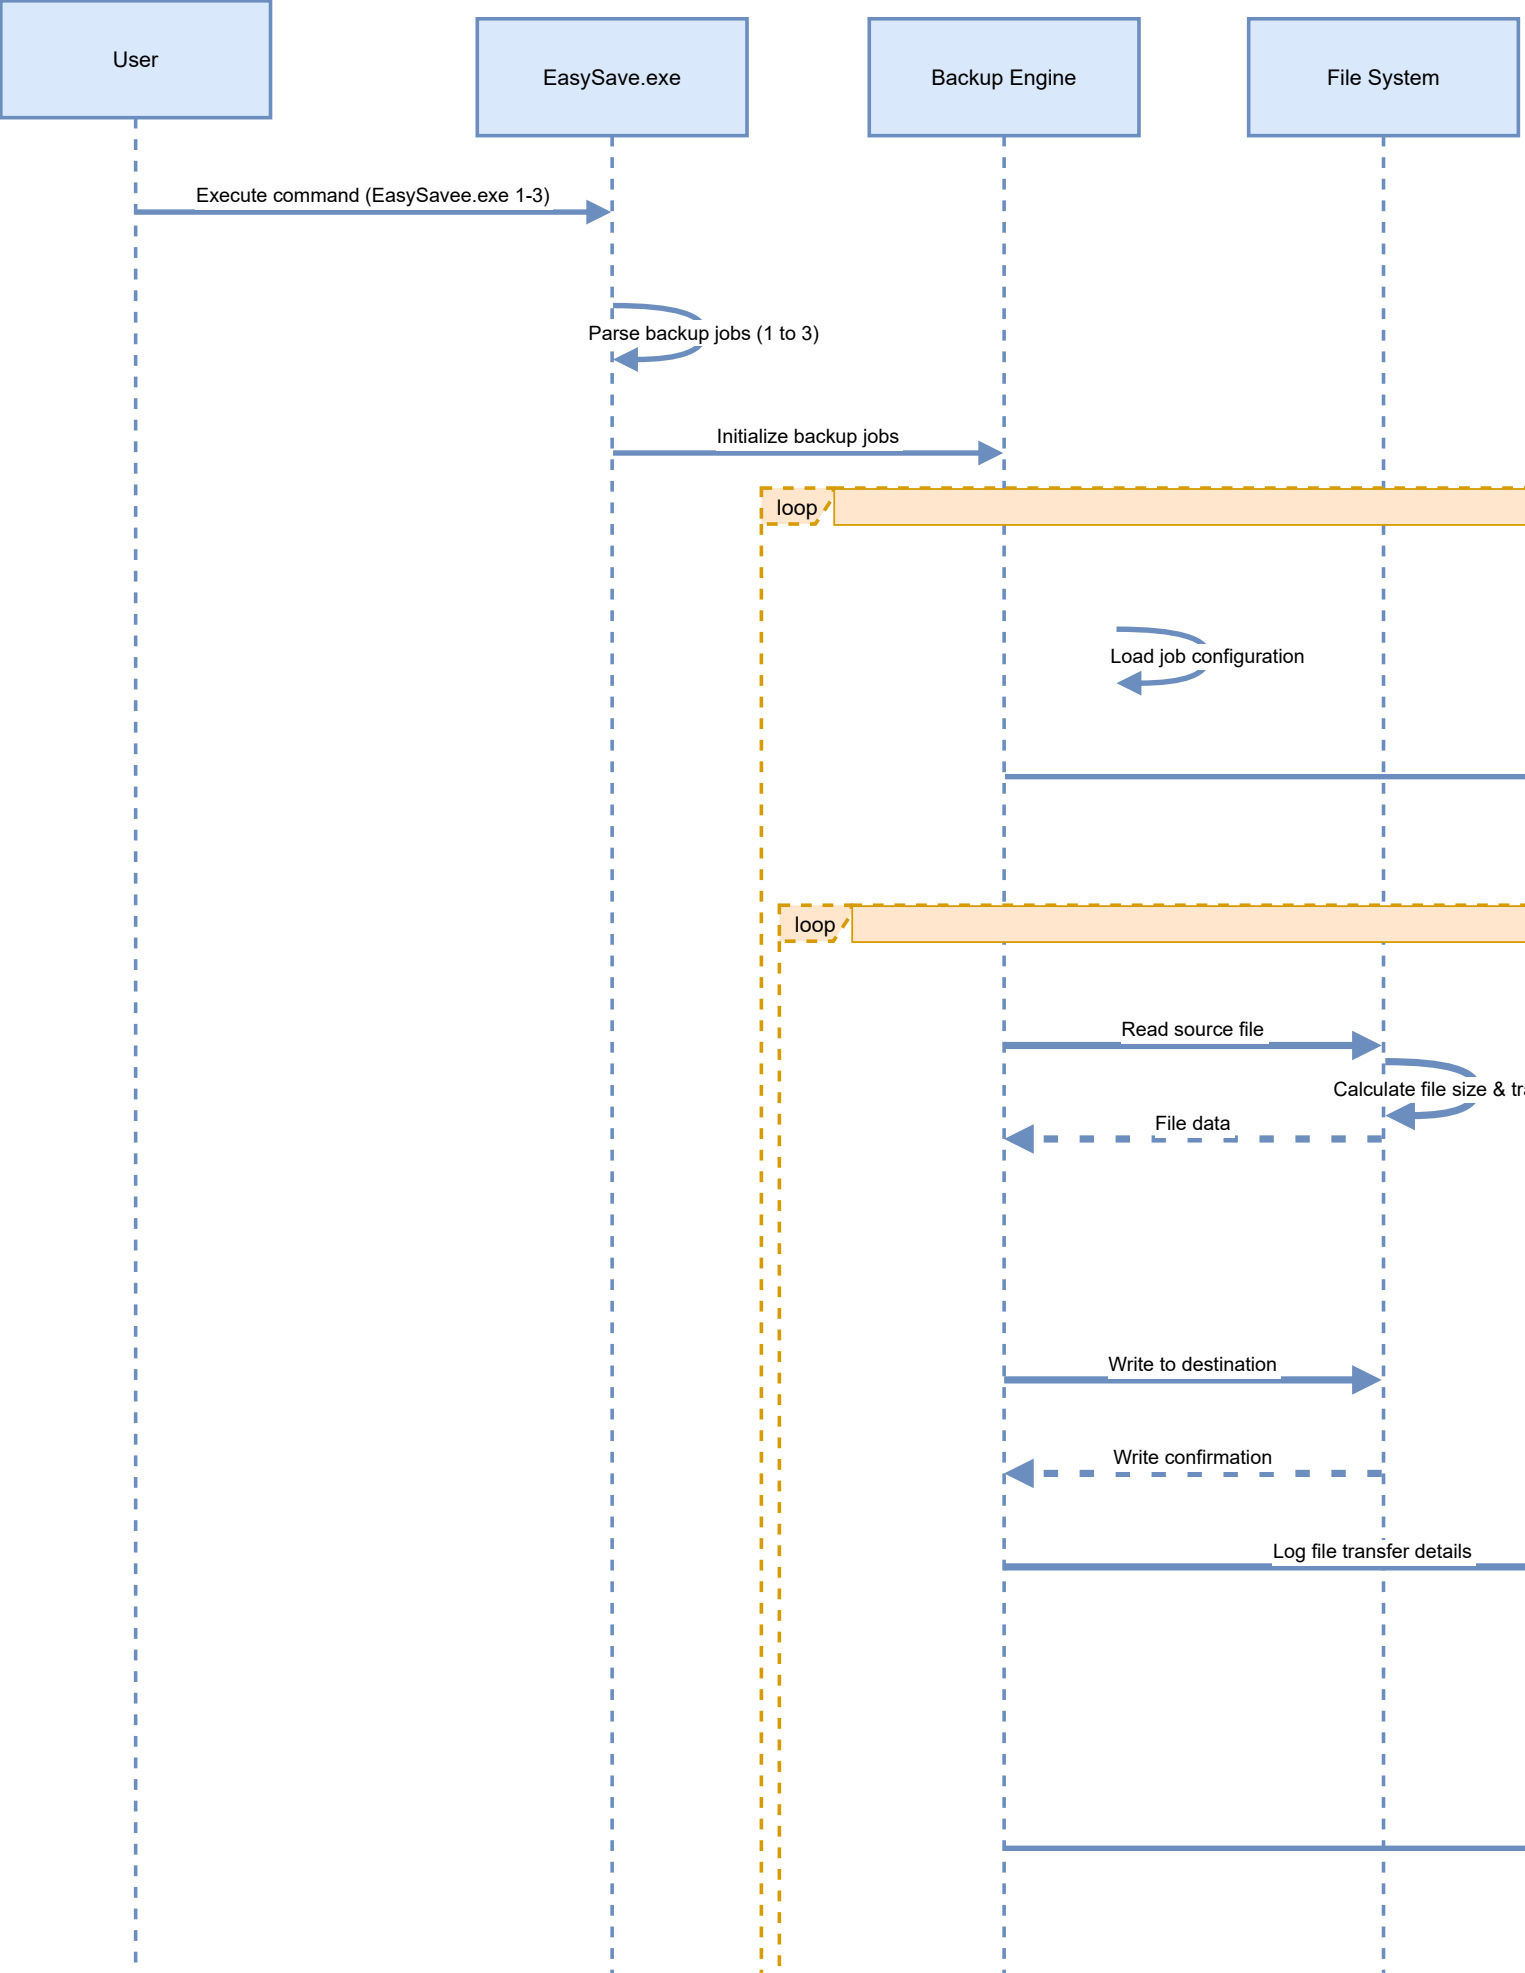 User
EasySave.exe
Backup Engine
File System
Execute command (EasySavee.exe 1-3)
Parse backup jobs (1 to 3)
Initialize backup jobs
loop
Load job configuration
loop
Read source file
Calculate file size &
File data
Write to destination
Write confirmation
Log file transfer details